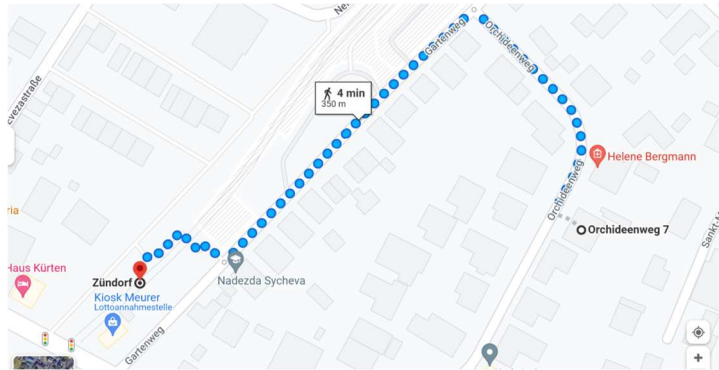 Gartenweg
Orchideenweg
4 min
350 m
Helene Bergmann
Orchideenweg
Orchideenweg 7
Haus Kürten
Zündorf
Kiosk Meurer
Lottoannahmestelle
Nadezda Sycheva
Gartenweg
+